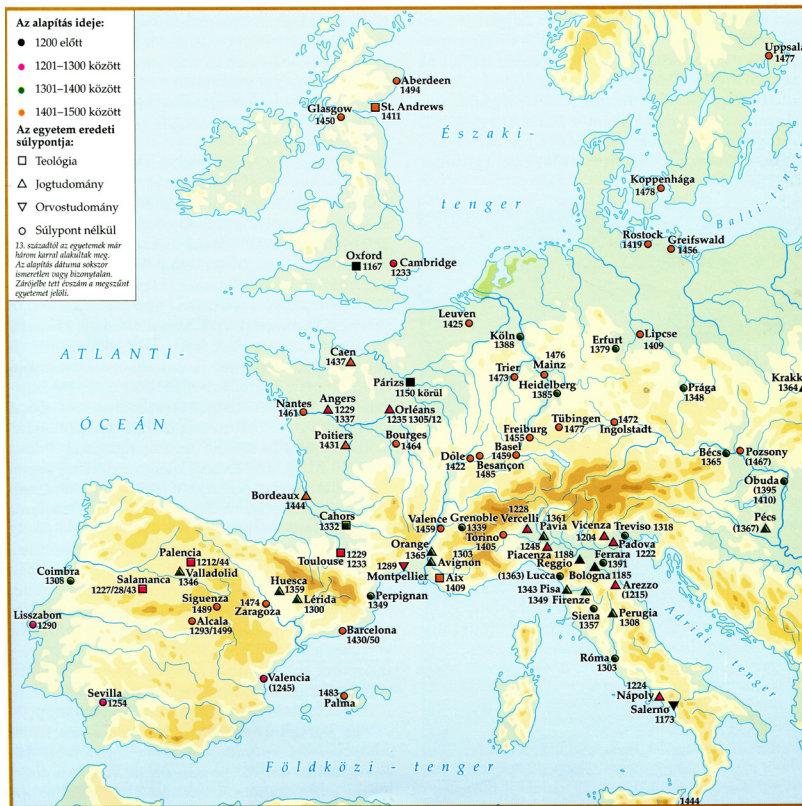 Az alapítás ideje:
1200 előtt
1201–1300 között
1301–1400 között
1401–1500 között
Az egyetem eredeti
súlypontja:
Teológia
Jogtudomány
Orvostudomány
Súlypont nélkül
13. századtól az egyetemek már
három karral alakultak meg.
Az alapítás dátuma sokszor
ismeretlen vagy bizonytalan.
Zárójelbe tett évszám a megszűnt
egyetemet jelöli.
Uppsala
1477
Aberdeen
1494
Glasgow
1450
St. Andrews
1411
Északi-
tenger
Koppenhága
1478
Balti-tenger
Rostock
1419
Greifswald
1456
Oxford
1167
Cambridge
1233
Leuven
1425
Köln
1388
Erfurt
1379
Lipcse
1409
ATLANTI-
ÓCEÁN
Caen
1437
Trier
1473
1476
Mainz
Heidelberg
1385
Párizs
1150 körül
Prága
1348
Krakk
1364
Nantes
1461
Angers
1229
1337
Orléans
1235 1305/12
Poitiers
1431
Bourges
1464
Tübingen
1477
1472
Ingolstadt
Freiburg
1455
Basel
1459
Dôle
1422
Besançon
1485
Bécs
1365
Pozsony
(1467)
Óbuda
(1395
1410)
Pécs
(1367)
Bordeaux
1444
Cahors
1332
Valence
1459
Grenoble
1339
1228
Vercelli
1361
Pavia
Vicenza
1204
Treviso 1318
Padova
1222
Torino
1405
1248
Piacenza
1188
Reggio
Ferrara
1391
Orange
1365
1303
Avignon
1229
1233
Toulouse
1289
Montpellier
Aix
1409
(1363) Lucca
Bologna
1185
Arezzo
(1215)
1343 Pisa
1349
Firenze
Siena
1357
Perugia
1308
Palencia
1212/44
Valladolid
1346
Coimbra
1308
Salamanca
1227/28/43
Huesca
1359
Lérida
1300
Perpignan
1349
Siguenza
1489
1474
Zaragoza
Alcala
1293/1499
Lisszabon
1290
Barcelona
1430/50
Valencia
(1245)
1483
Palma
Sevilla
1254
Róma
1303
Adriai-tenger
1224
Nápoly
Salerno
1173
Földközi-tenger
1444